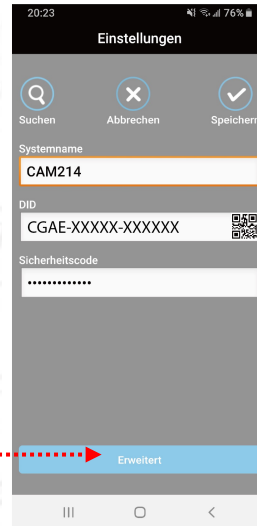 20:23 76%
Einstellungen
Suchen Abbrechen Speichern
Systemname
CAM214
DID
CGAE-XXXXX-XXXXXX
Sicherheitscode
•••••••••••••
Erweitert